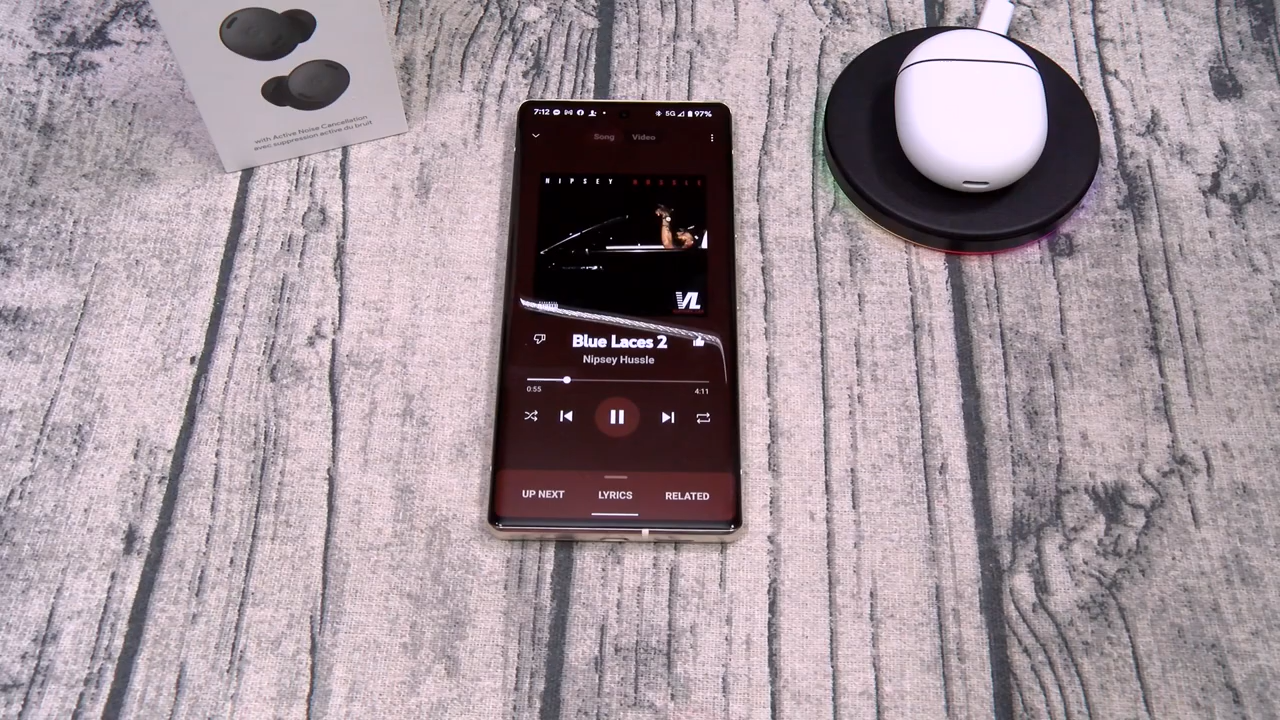 with Active Noise Cancellation
avec suppression active du bruit
7:12
5G
97%
Song
Video
NIPSEY HUSSLE
VL
Blue Laces 2
Nipsey Hussle
0:55
4:11
UP NEXT
LYRICS
RELATED